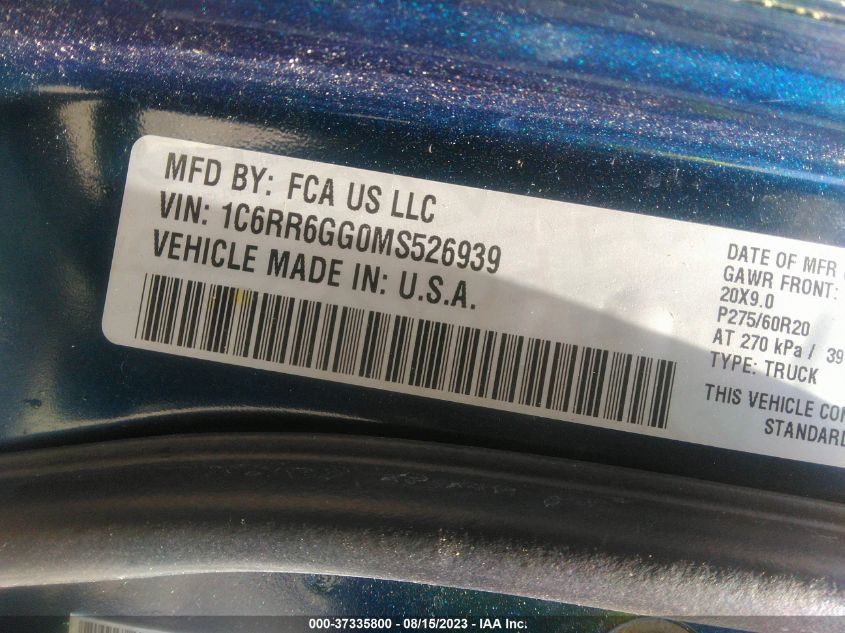 MFD BY: FCA US LLC
VIN: 1C6RR6GG0MS526939
VEHICLE MADE IN: U.S.A.
DATE OF MFR
GAWR FRONT:
20X9.0
P275/60R20
AT 270 kPa / 39
TYPE: TRUCK
THIS VEHICLE CON
STANDARD
000-37335800 - 08/15/2023 - IAA Inc.